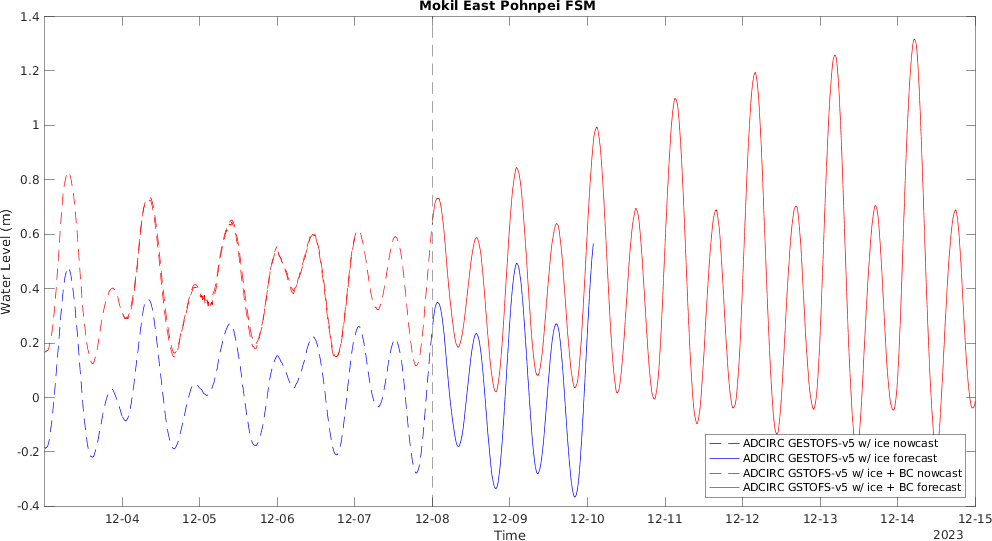 Mokil East Pohnpei FSM
1.4
1.2
1
0.8
0.6
0.4
0.2
0
-0.2
-0.4
Water Level (m)
12-04 12-05 12-06 12-07 12-08 12-09 12-10 12-11 12-12 12-13 12-14 12-15
Time
2023
ADCIRC GESTOFS-v5 w/ ice nowcast
ADCIRC GESTOFS-v5 w/ ice forecast
ADCIRC GSTOFS-v5 w/ ice + BC nowcast
ADCIRC GSTOFS-v5 w/ ice + BC forecast